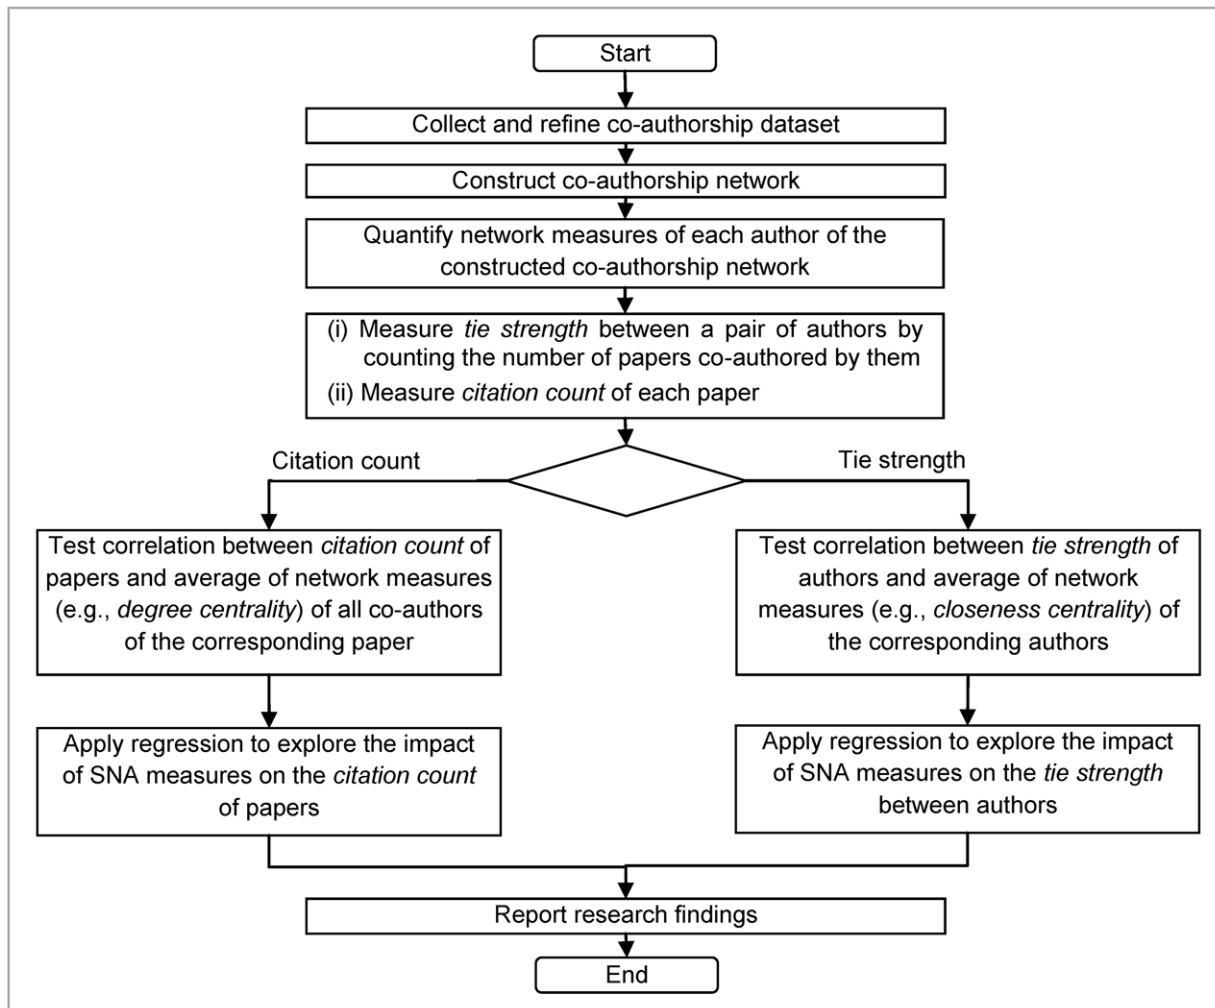 Start
Collect and refine co-authorship dataset
Construct co-authorship network
Quantify network measures of each author of the
constructed co-authorship network
(i) Measure tie strength between a pair of authors by
counting the number of papers co-authored by them
(ii) Measure citation count of each paper
Citation count
Tie strength
Test correlation between citation count of
papers and average of network measures
(e.g., degree centrality) of all co-authors
of the corresponding paper
Test correlation between tie strength of
authors and average of network
measures (e.g., closeness centrality) of
the corresponding authors
Apply regression to explore the impact
of SNA measures on the citation count
of papers
Apply regression to explore the impact
of SNA measures on the tie strength
between authors
Report research findings
End